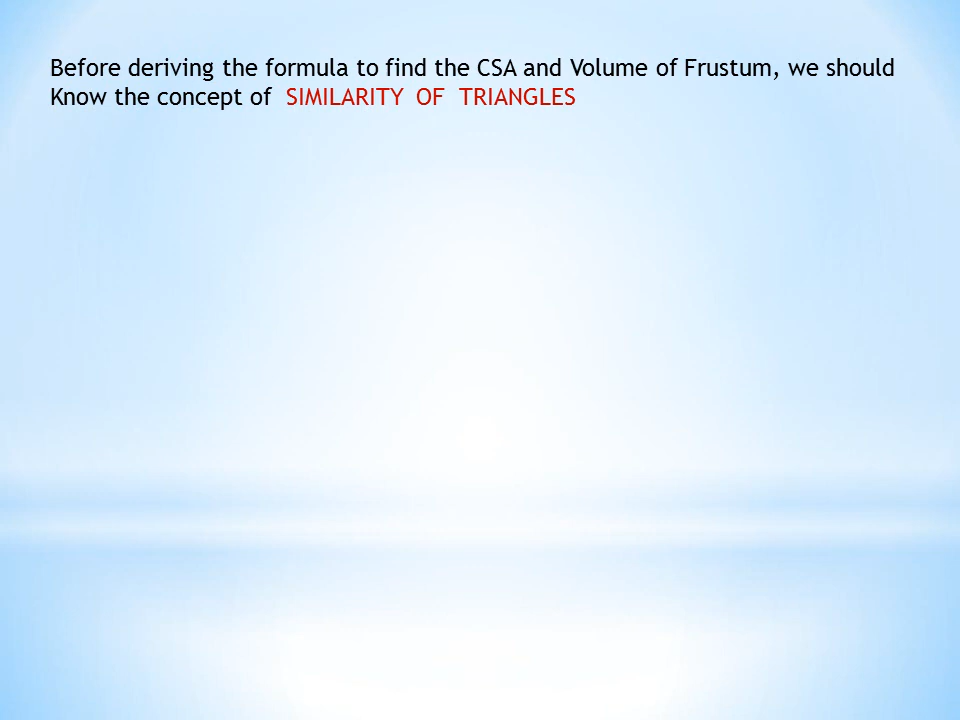 Before deriving the formula to find the CSA and Volume of Frustum, we should
Know the concept of SIMILARITY OF TRIANGLES